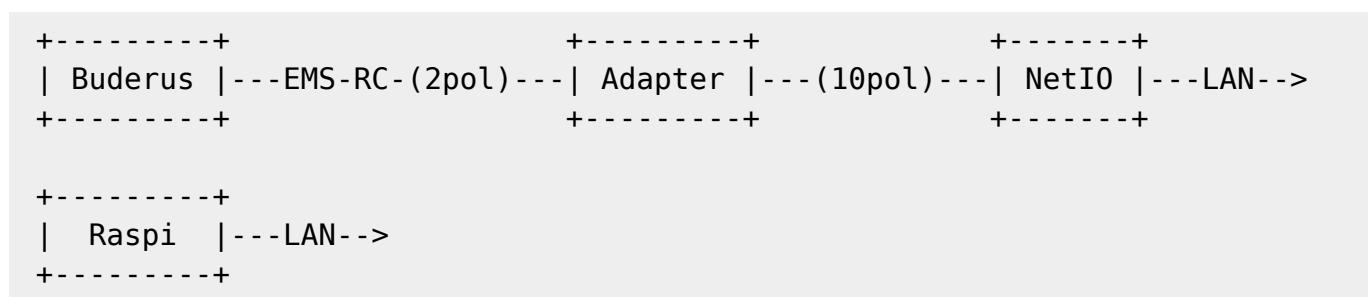 +---------+                   +---------+             +-------+
| Buderus |---EMS-RC-(2pol)---| Adapter |---(10pol)---| NetIO |---LAN-->
+---------+                   +---------+             +-------+

+---------+
|  Raspi  |---LAN-->
+---------+